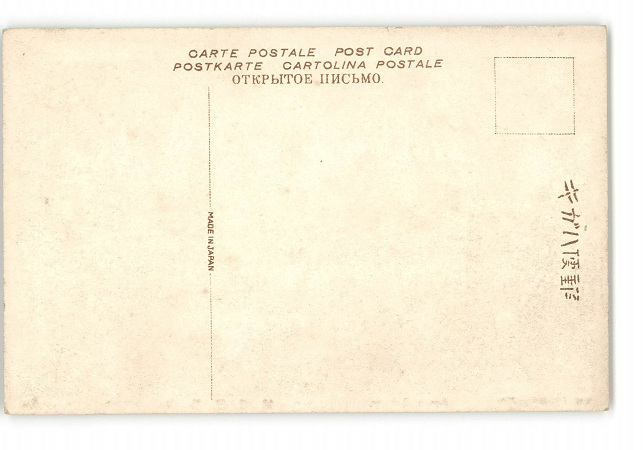 CARTE POSTALE POST CARD
POSTKARTE CARTOLINA POSTALE
ОТКРЫТОЕ ПИСЬМО.
MADE IN JAPAN
郵便ハガキ